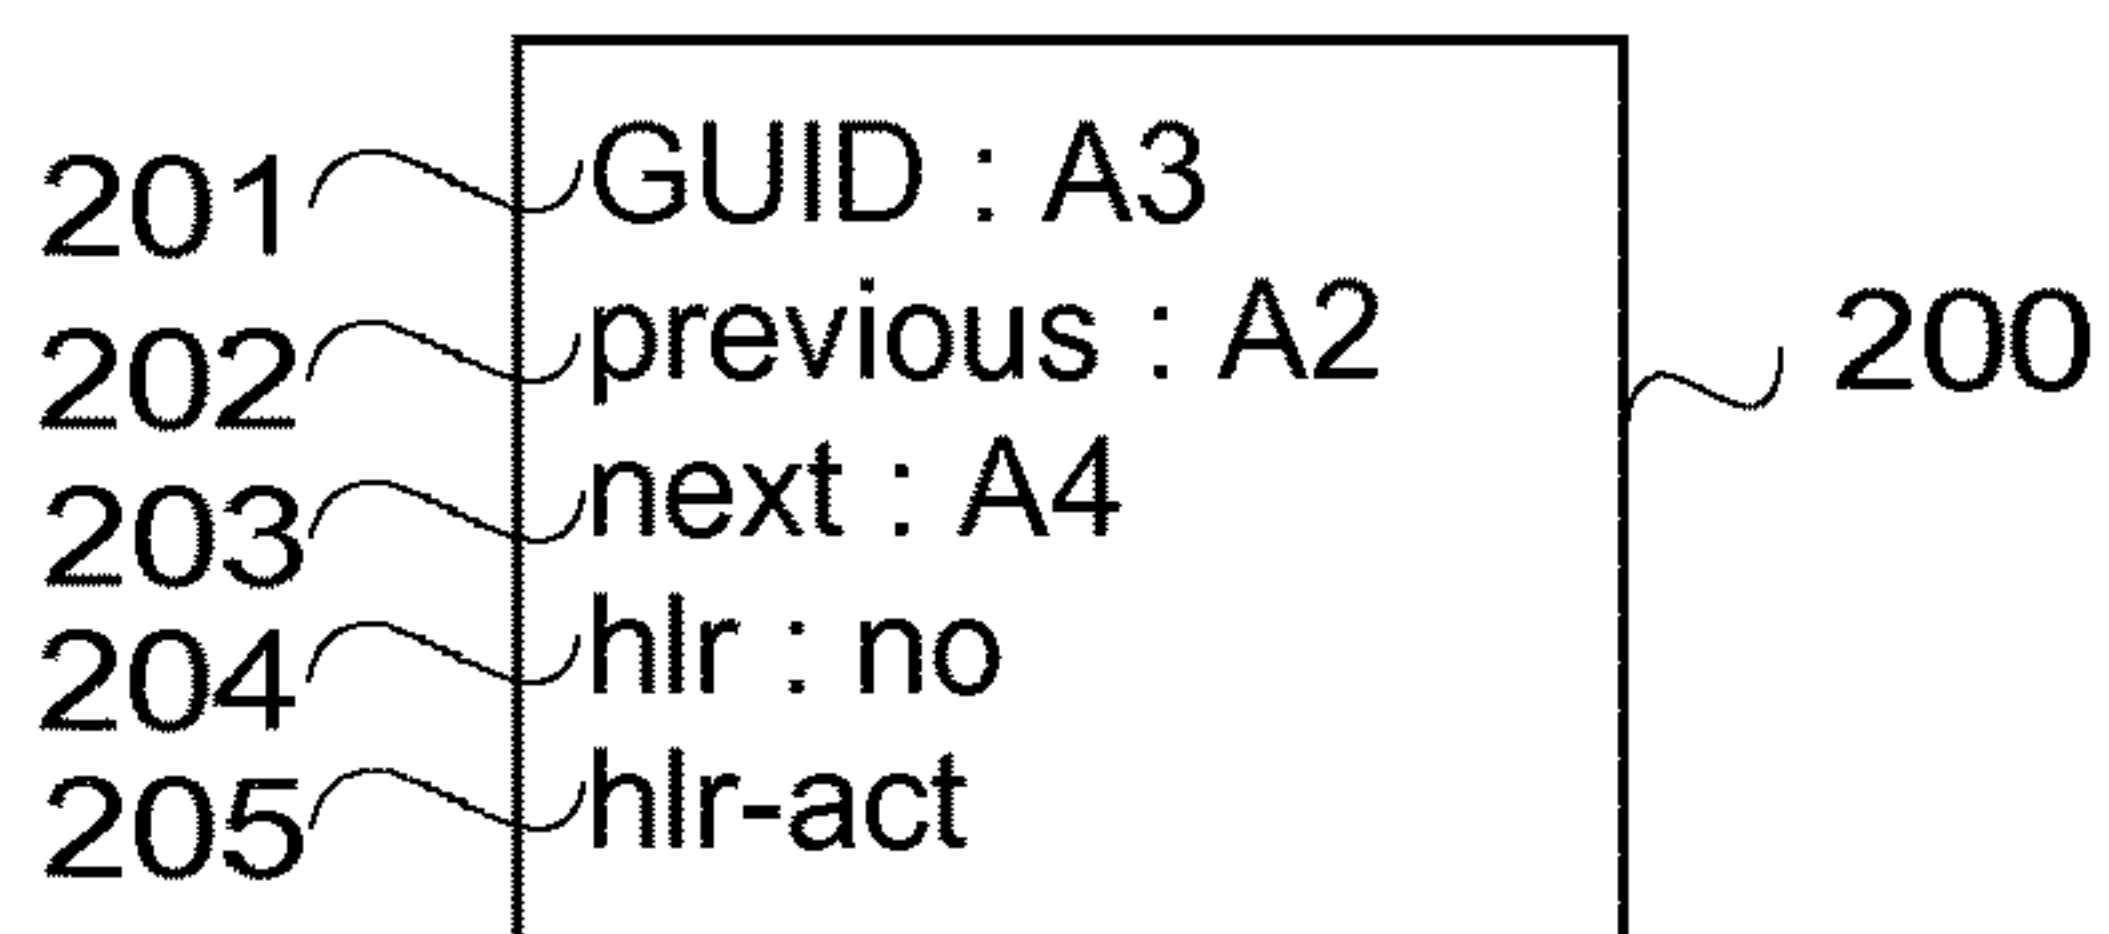 201 GUID : A3
202 previous : A2
200
203 next : A4
204 hlr : no
205 hlr-act